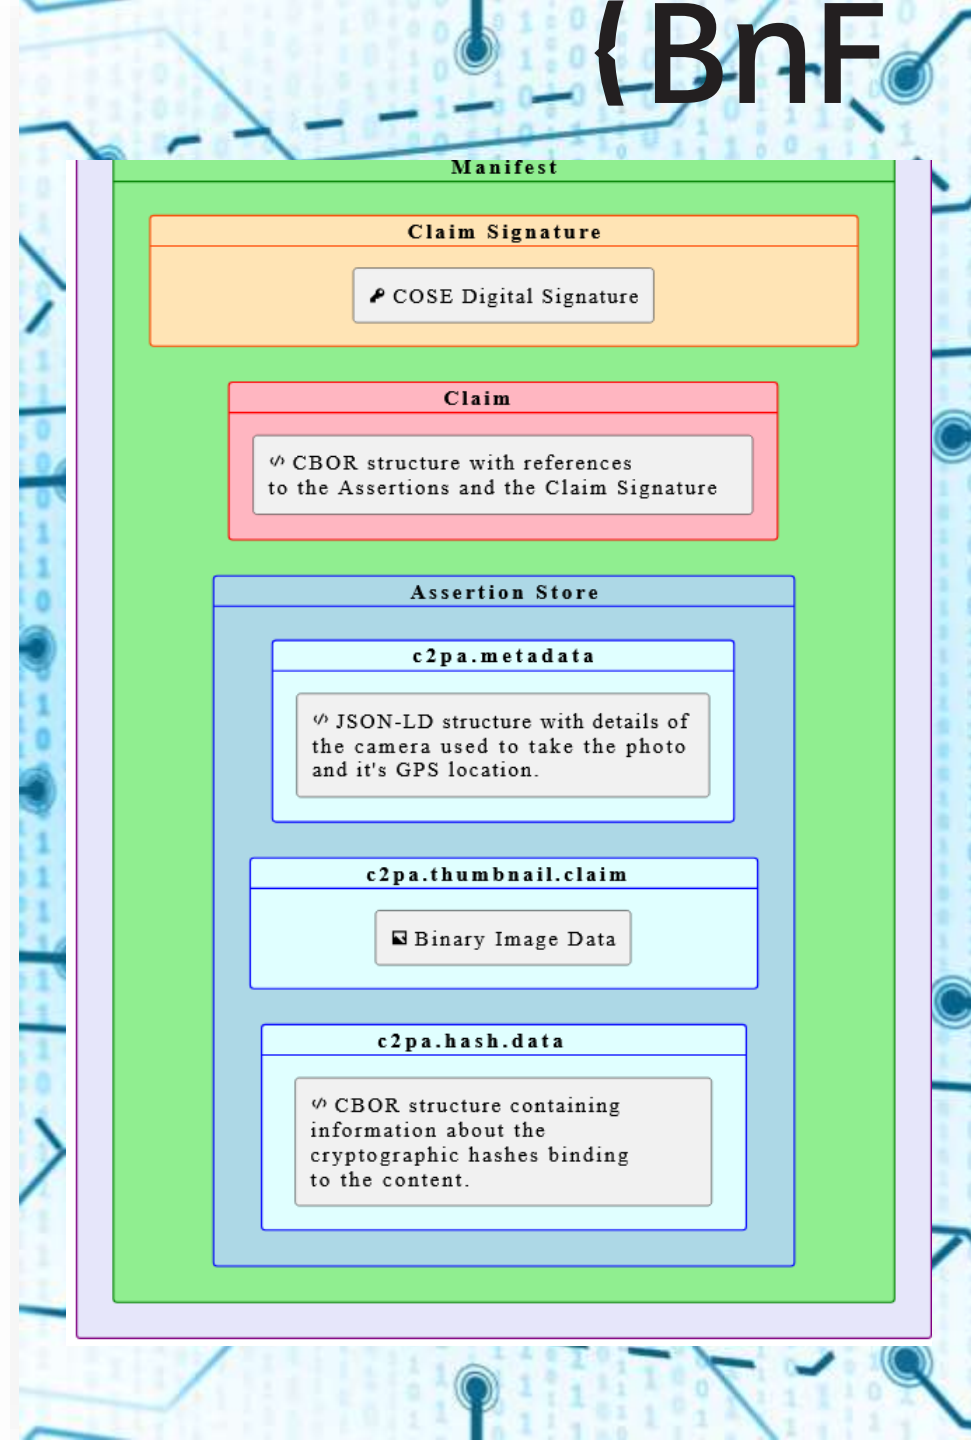 {BnF
Manifest
Claim Signature
COSE Digital Signature
Claim
CBOR structure with references
to the Assertions and the Claim Signature
Assertion Store
c2pa.metadata
JSON-LD structure with details of
the camera used to take the photo
and it's GPS location.
c2pa.thumbnail.claim
Binary Image Data
c2pa.hash.data
CBOR structure containing
information about the
cryptographic hashes binding
to the content.